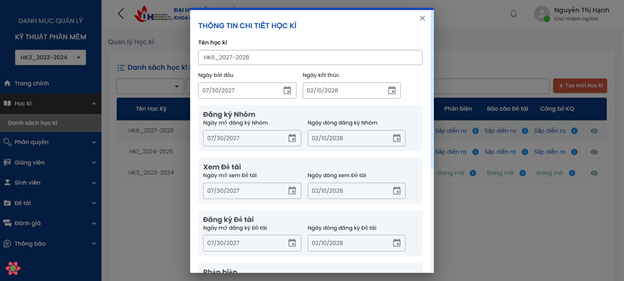 DANH MỤC QUẢN LÝ
KỸ THUẬT PHẦN MỀM
HK3_2023-2024
Trang chính
Học kì
Danh sách học kì
Phân quyền
Giảng viên
Sinh viên
Đề tài
Đánh giá
Thông báo
ĐẠI H
KHOA
Nguyễn Thị Hạnh
Chủ nhiệm ngành
Quản lý Học kì
Danh sách học kì
Tạo mới học kì
Tên Học Kỳ
Phản biện
Báo cáo Đề tài
Công bố KQ
HK6_2027-2028
Sắp diễn ra
Sắp diễn ra
Sắp diễn ra
HK1_2024-2025
Sắp diễn ra
Sắp diễn ra
Sắp diễn ra
HK3_2023-2024
Đang mở
Đang mở
Đang mở
THÔNG TIN CHI TIẾT HỌC KÌ
Tên học kì
HK6_2027-2028
Ngày bắt đầu
Ngày kết thúc
07/30/2027
02/10/2028
Đăng ký Nhóm
Ngày mở đăng ký Nhóm
Ngày đóng đăng ký Nhóm
07/30/2027
02/10/2028
Xem Đề tài
Ngày mở xem Đề tài
Ngày đóng xem Đề tài
07/30/2027
02/10/2028
Đăng ký Đề tài
Ngày mở đăng ký Đề tài
Ngày đóng đăng ký Đề tài
07/30/2027
02/10/2028
Phản biện